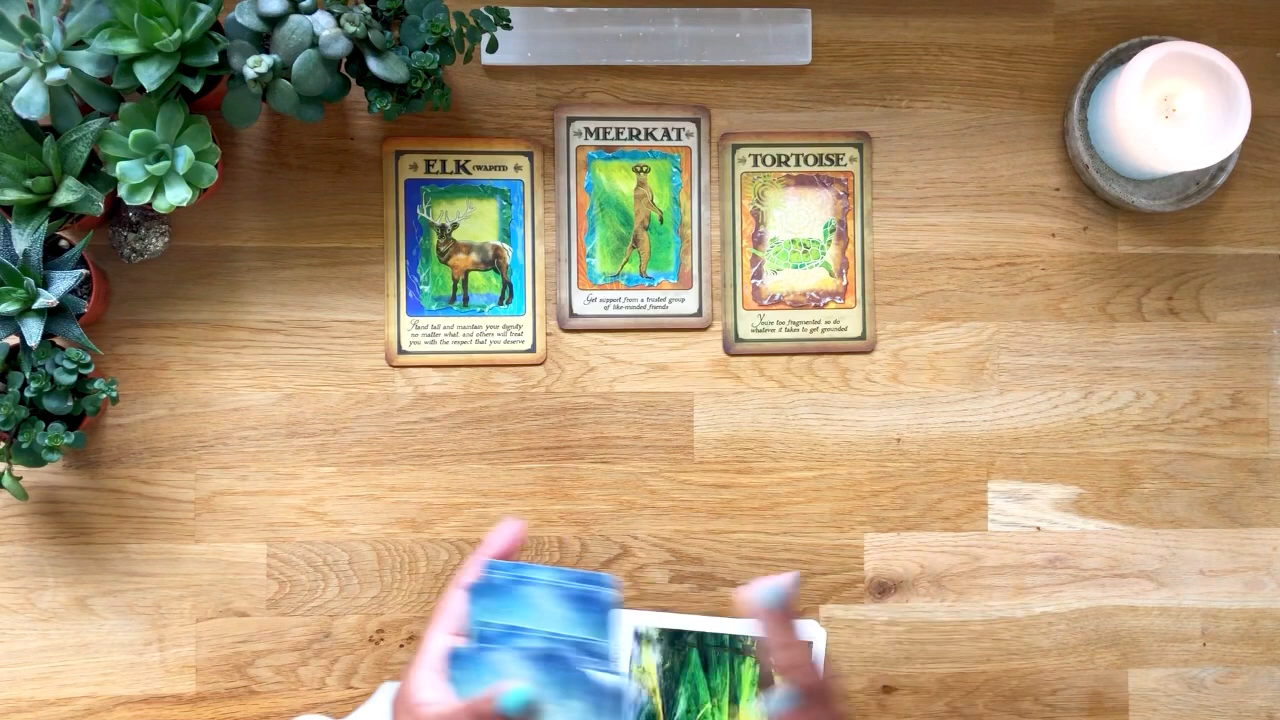 ELK (WAPITI)
Stand tall and maintain your dignity
no matter what, and others will treat
you with the respect that you deserve
MEERKAT
Get support from a trusted group
of like-minded friends
TORTOISE
You're too fragmented so do
whatever it takes to get grounded